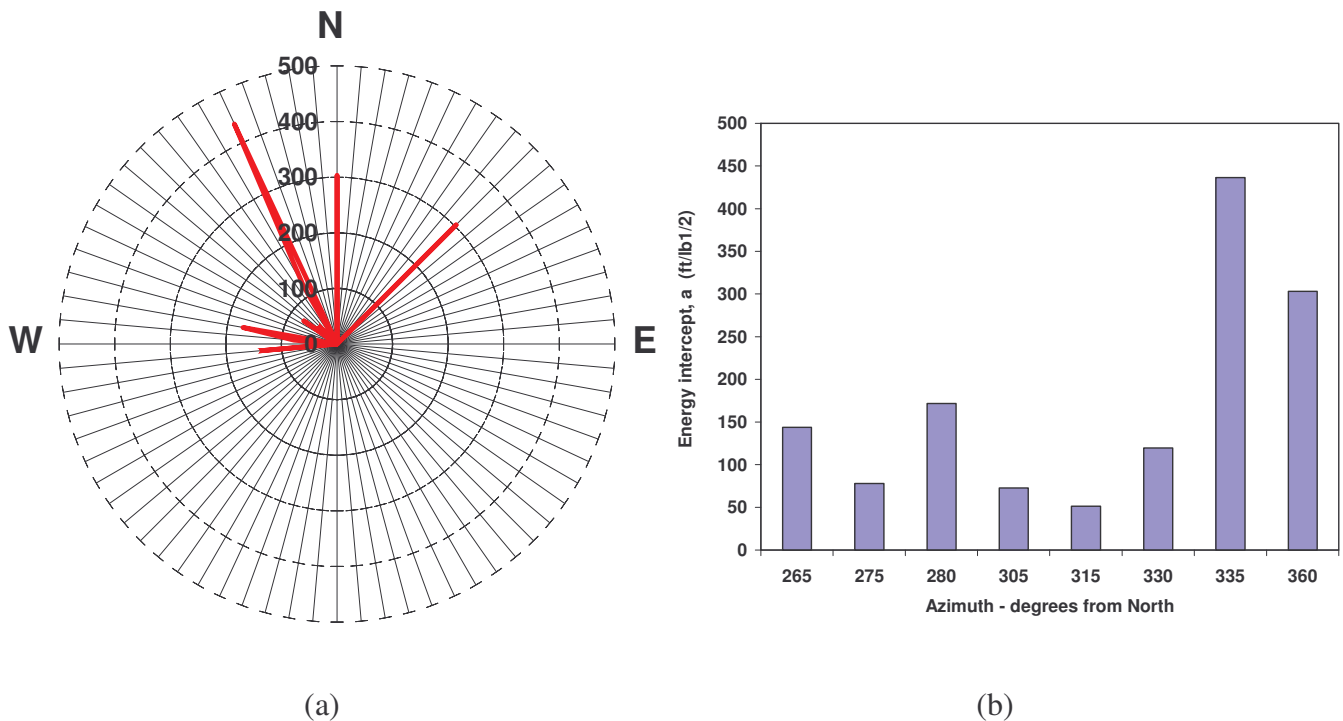 N
500
400
300
200
100
0
W
E
500
450
400
350
300
250
200
150
100
50
0
Energy intercept, a (ft/lb1/2)
265 275 280 305 315 330 335 360
Azimuth - degrees from North
(a)
(b)